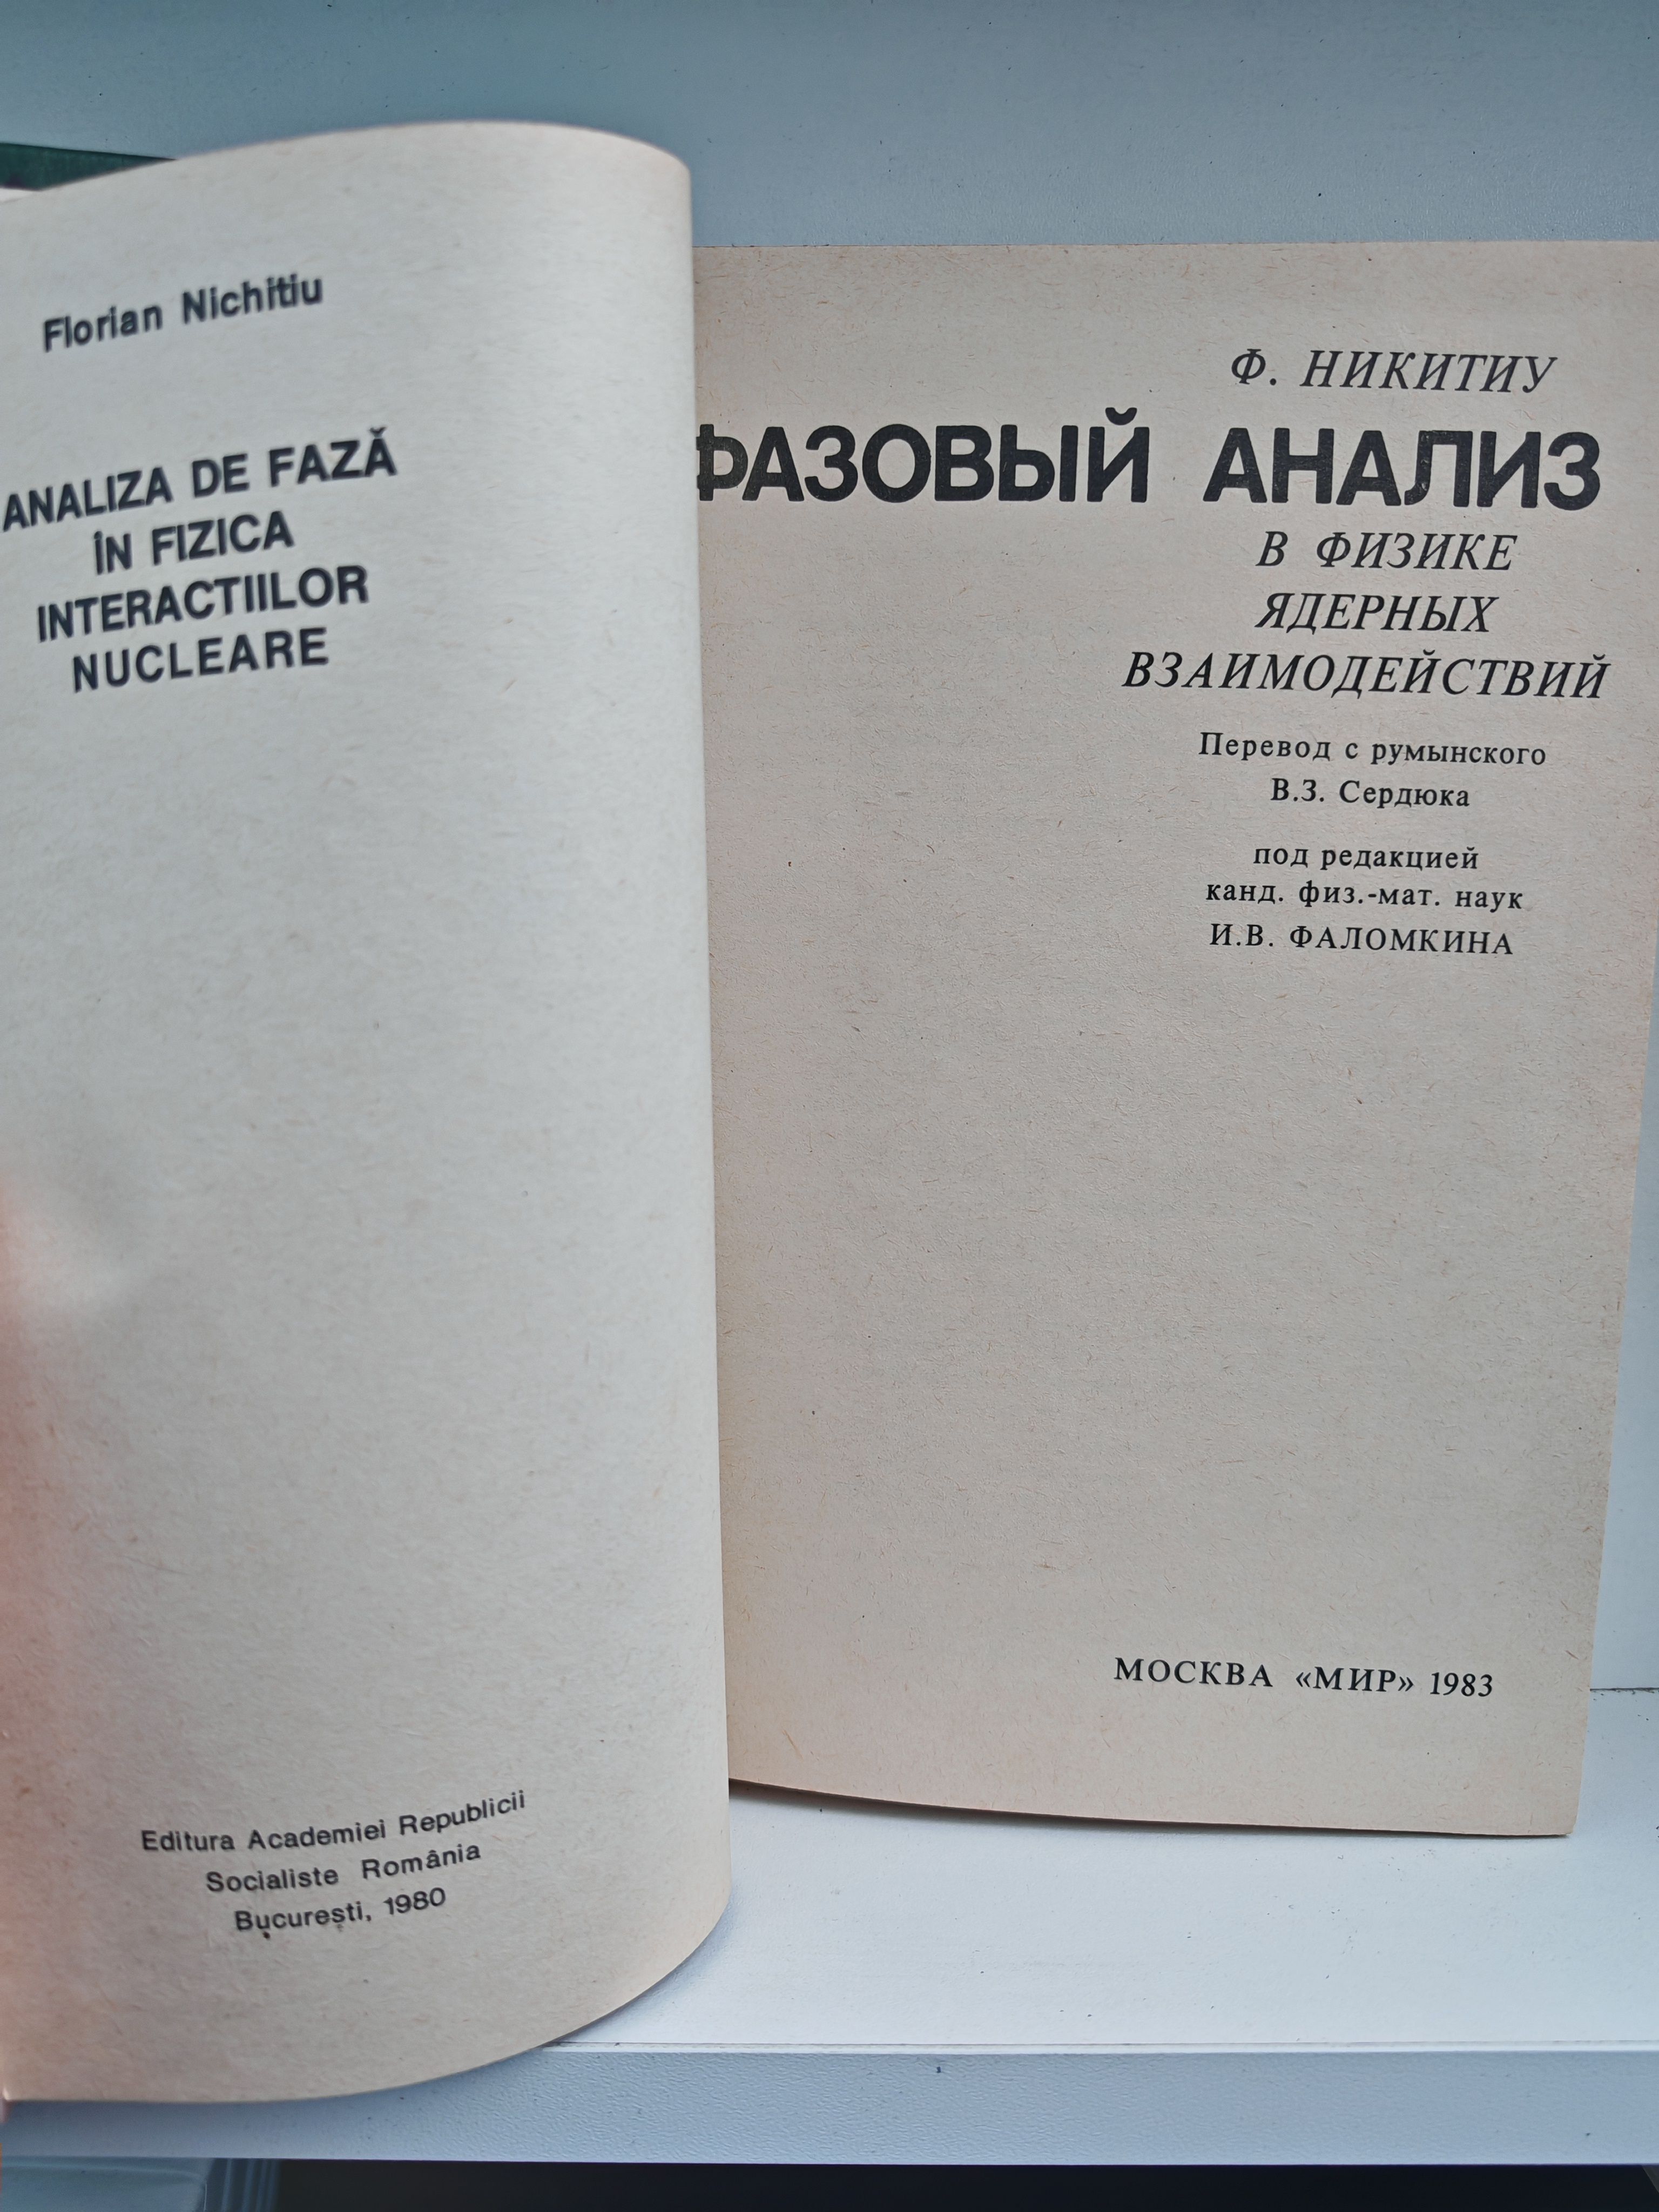 Florian Nichitiu
ANALIZA DE FAZĂ
ÎN FIZICA
INTERACTIILOR
NUCLEARE
Editura Academiei Republicii
Socialiste România
București, 1980
Ф. НИКИТИУ
ФАЗОВЫЙ АНАЛИЗ
В ФИЗИКЕ
ЯДЕРНЫХ
ВЗАИМОДЕЙСТВИЙ
Перевод с румынского
В.З. Сердюка
под редакцией
канд. физ.-мат. наук
И.В. ФАЛОМКИНА
МОСКВА «МИР» 1983